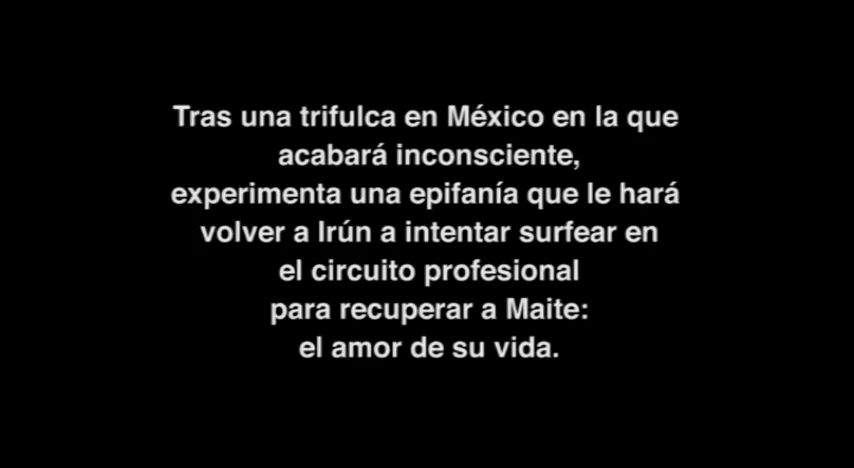 Tras una trifulca en México en la que
acabará inconsciente,
experimenta una epifanía que le hará
volver a Irún a intentar surfear en
el circuito profesional
para recuperar a Maite:
el amor de su vida.